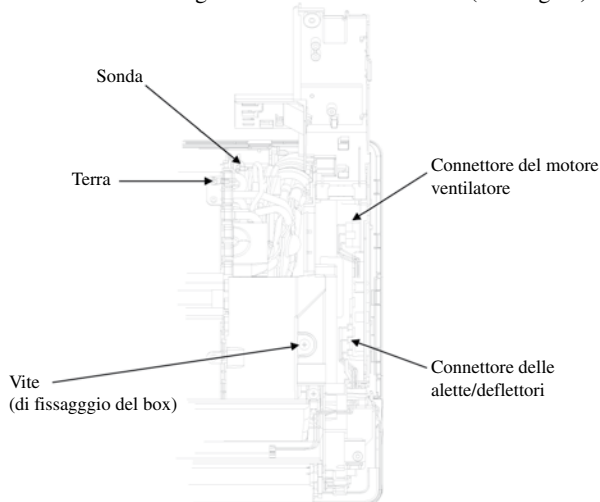 Sonda
Terra
Connettore del motore
ventilatore
Connettore delle
alette/deflettori
Vite
(di fissagggio del box)